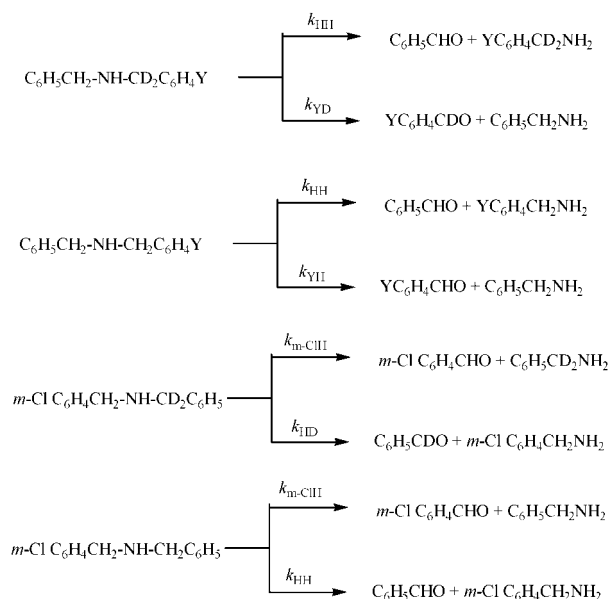 k_HH
C₆H₅CHO + YC₆H₄CD₂NH₂
C₆H₅CH₂-NH-CD₂C₆H₄Y
k_YD
YC₆H₄CDO + C₆H₅CH₂NH₂
k_HH
C₆H₅CHO + YC₆H₄CH₂NH₂
C₆H₅CH₂-NH-CH₂C₆H₄Y
k_YH
YC₆H₄CHO + C₆H₅CH₂NH₂
k_m-ClH
m-Cl C₆H₄CHO + C₆H₅CD₂NH₂
m-Cl C₆H₄CH₂-NH-CD₂C₆H₅
k_HD
C₆H₅CDO + m-Cl C₆H₄CH₂NH₂
k_m-ClH
m-Cl C₆H₄CHO + C₆H₅CH₂NH₂
m-Cl C₆H₄CH₂-NH-CH₂C₆H₅
k_HH
C₆H₅CHO + m-Cl C₆H₄CH₂NH₂